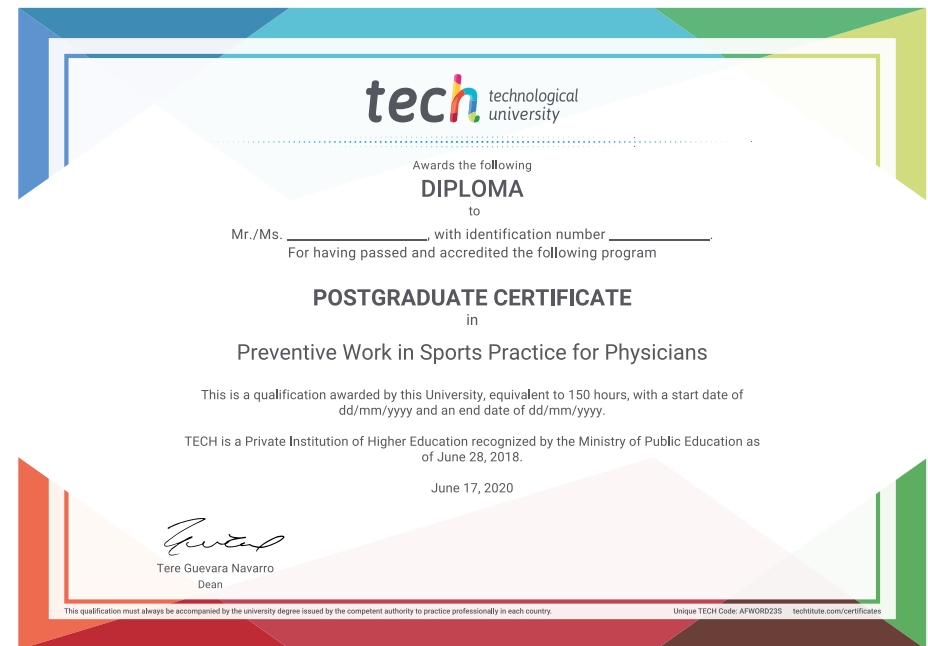 tech technological
university
Awards the following
DIPLOMA
to
Mr./Ms. ____________________, with identification number ______________.
For having passed and accredited the following program
POSTGRADUATE CERTIFICATE
in
Preventive Work in Sports Practice for Physicians
This is a qualification awarded by this University, equivalent to 150 hours, with a start date of
dd/mm/yyyy and an end date of dd/mm/yyyy.
TECH is a Private Institution of Higher Education recognized by the Ministry of Public Education as
of June 28, 2018.
June 17, 2020
Tere Guevara Navarro
Dean
This qualification must always be accompanied by the university degree issued by the competent authority to practice professionally in each country.
Unique TECH Code: AFWORD23S techtitute.com/certificates